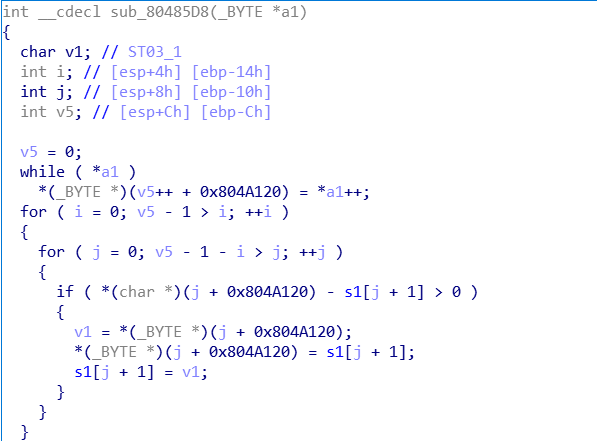 int __cdecl sub_80485D8(_BYTE *a1)
{
  char v1; // ST03_1
  int i; // [esp+4h] [ebp-14h]
  int j; // [esp+8h] [ebp-10h]
  int v5; // [esp+Ch] [ebp-Ch]

  v5 = 0;
  while ( *a1 )
    *(_BYTE *)(v5++ + 0x804A120) = *a1++;
  for ( i = 0; v5 - 1 > i; ++i )
  {
    for ( j = 0; v5 - 1 - i > j; ++j )
    {
      if ( *(char *)(j + 0x804A120) - s1[j + 1] > 0 )
      {
        v1 = *(_BYTE *)(j + 0x804A120);
        *(_BYTE *)(j + 0x804A120) = s1[j + 1];
        s1[j + 1] = v1;
      }
    }
  }